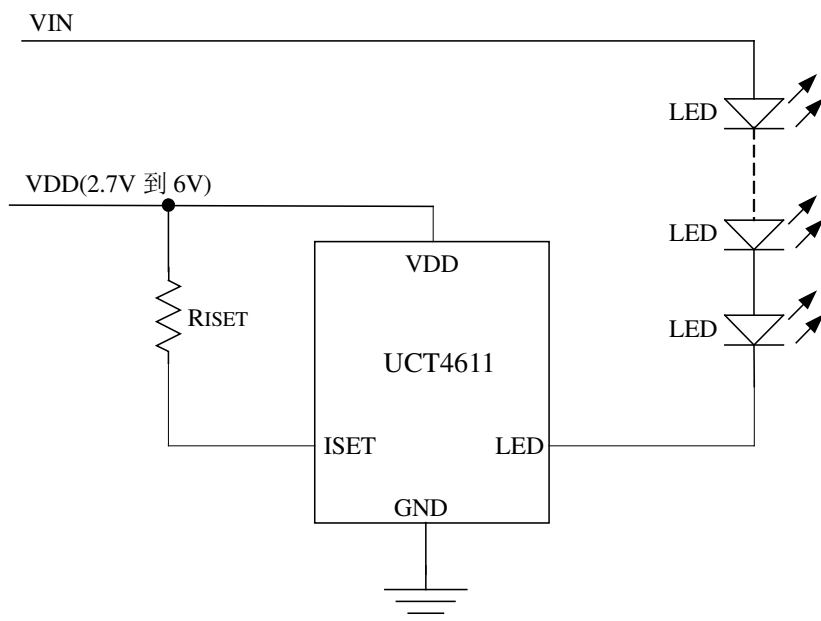 VIN
LED
VDD(2.7V 到 6V)
LED
VDD
RISET
LED
UCT4611
ISET
LED
GND